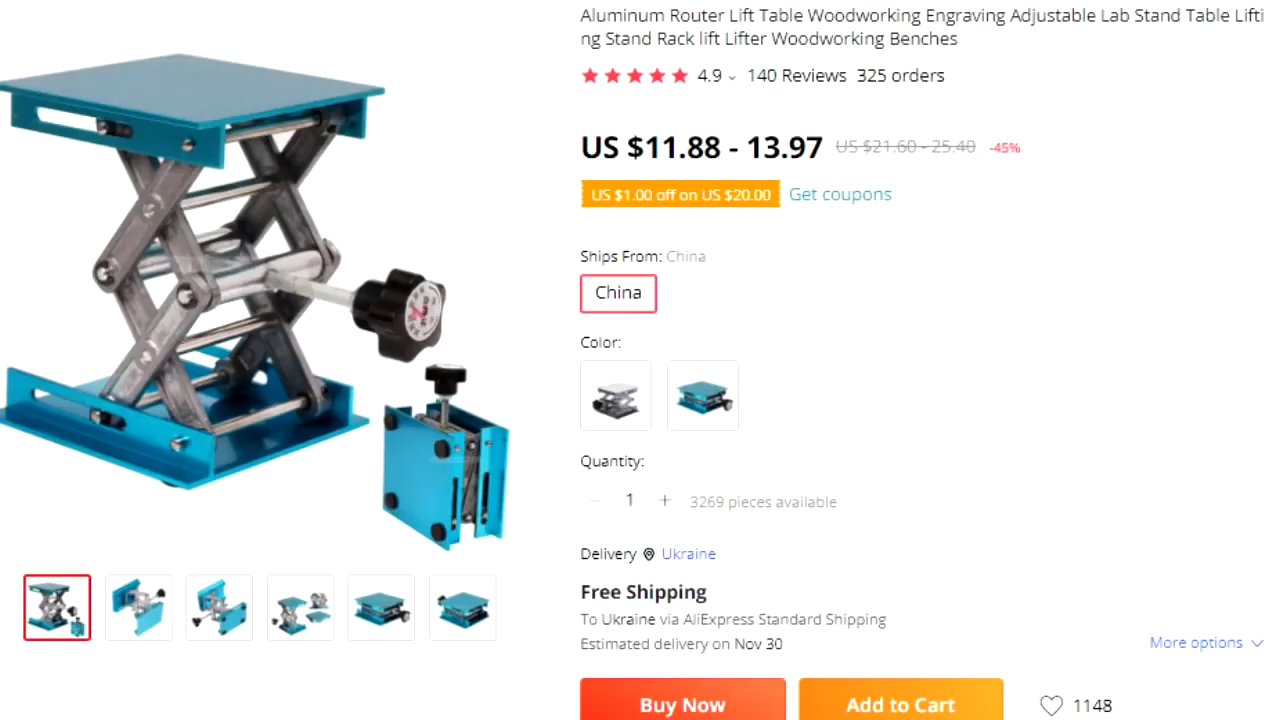 Aluminum Router Lift Table Woodworking Engraving Adjustable Lab Stand Table Lifti
ng Stand Rack lift Lifter Woodworking Benches
4.9 140 Reviews 325 orders
US $11.88 - 13.97 US $21.60 - 25.40 -45%
US $1.00 off on US $20.00 Get coupons
Ships From: China
China
Color:
Quantity:
1 + 3269 pieces available
Delivery Ukraine
Free Shipping
To Ukraine via AliExpress Standard Shipping
Estimated delivery on Nov 30
More options
Buy Now
Add to Cart
1148